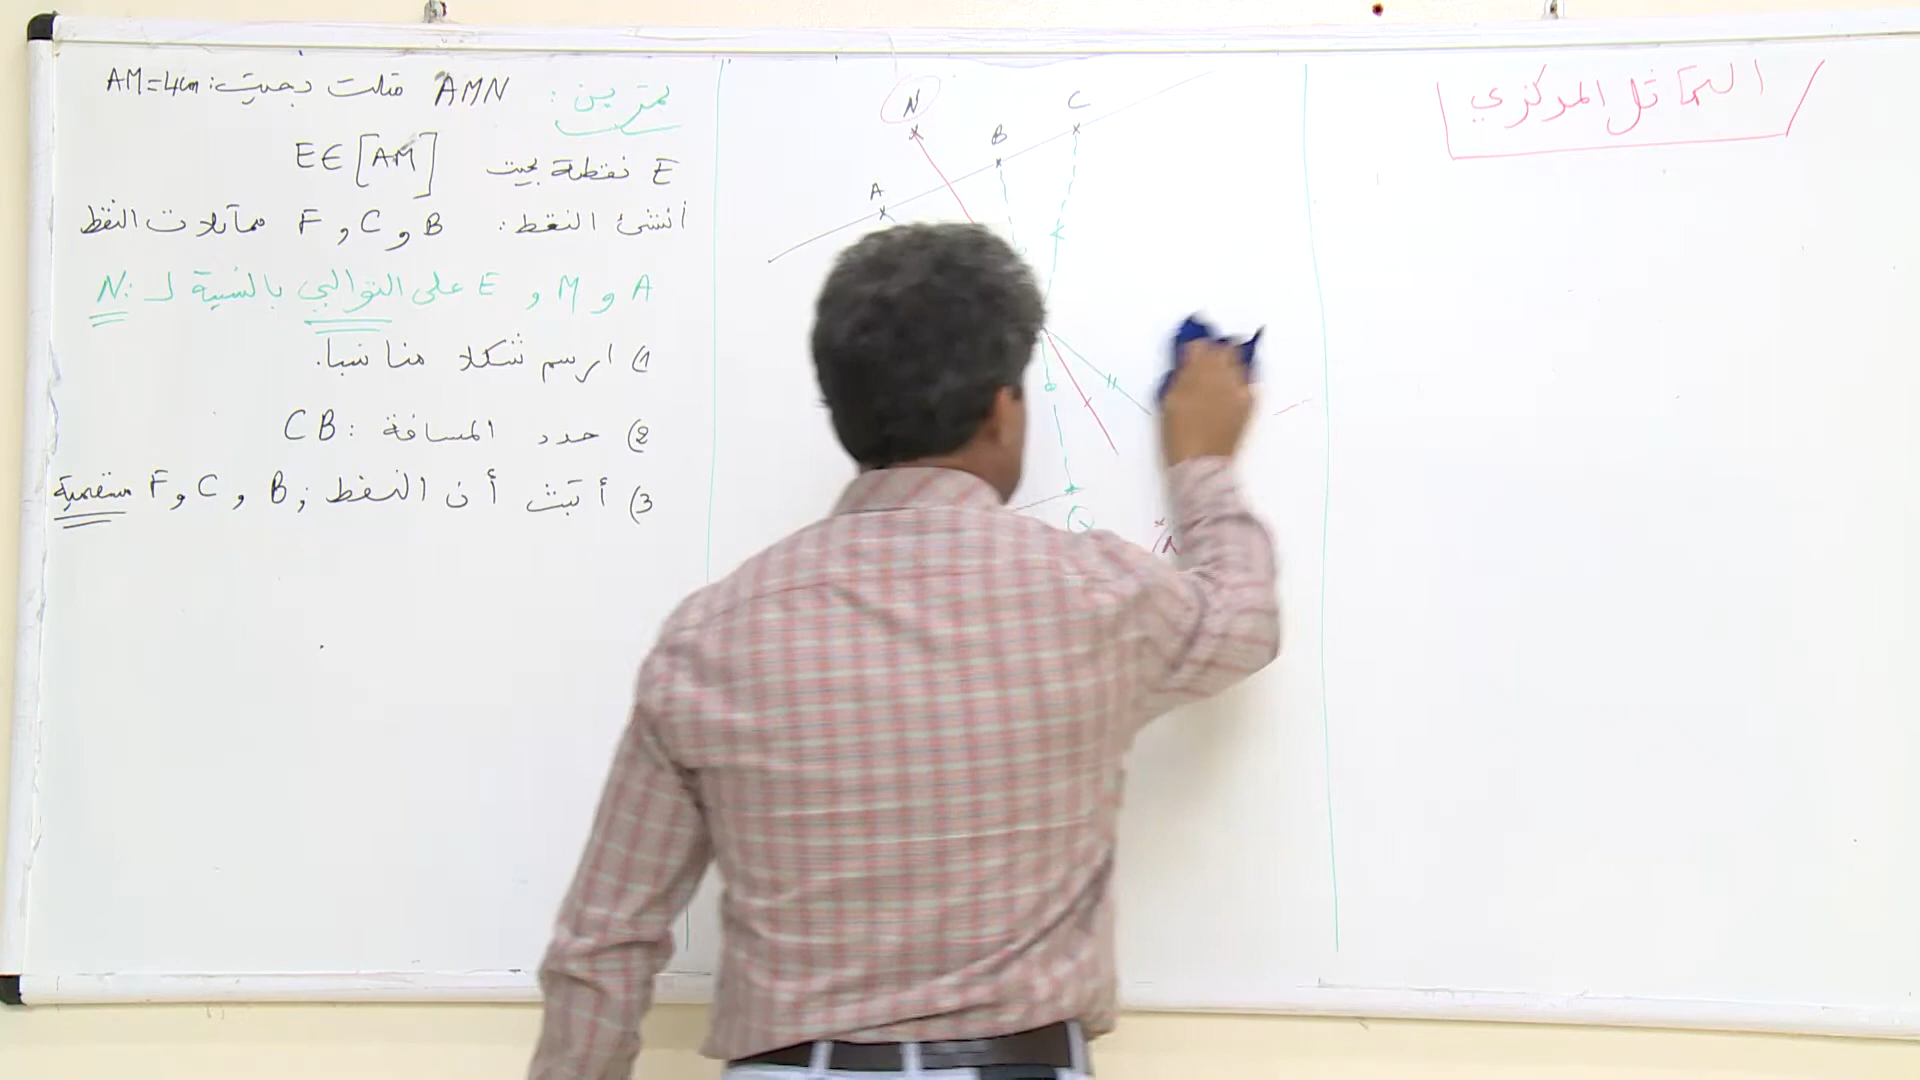 التماثل المركزي
تمرين: AMN مثلث بحيث: AM=4cm
E نقطة بحيث E∈[AM]
أنشئ النقط: B و C و F مماثلات النقط
A و M و E على التوالي بالنسبة لـ N:
1) ارسم شكلا مناسبا.
2) حدد المسافة: CB
3) أتبث أن النقط; B و C و F مستقيمية
N
C
B
A
Q